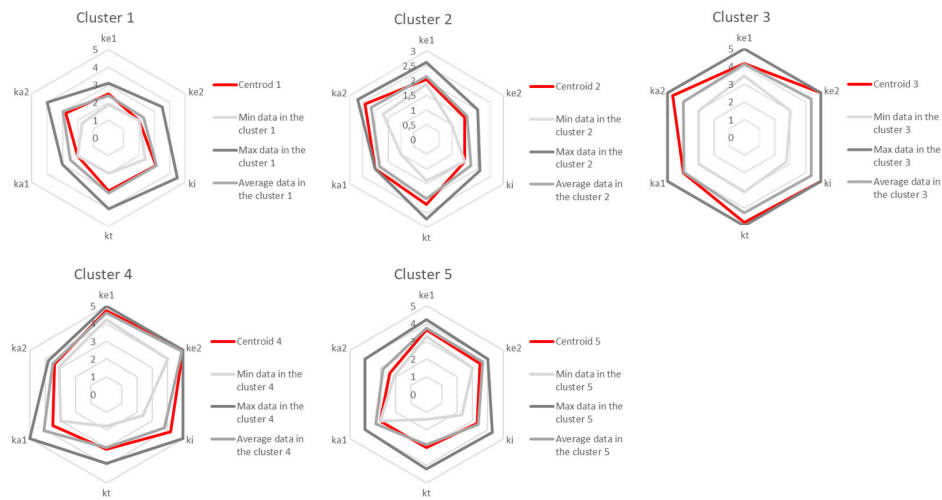 Cluster 1
ke1
5
4
3
2
1
0
ka2
ke2
ka1
ki
kt
Centroid 1
Min data in the
cluster 1
Max data in the
cluster 1
Average data in
the cluster 1
Cluster 2
ke1
3
2,5
2
1,5
1
0,5
0
ka2
ke2
ka1
ki
kt
Centroid 2
Min data in the
cluster 2
Max data in the
cluster 2
Average data in
the cluster 2
Cluster 3
ke1
5
4
3
2
1
0
ka2
ke2
ka1
ki
kt
Centroid 3
Min data in the
cluster 3
Max data in the
cluster 3
Average data in
the cluster 3
Cluster 4
ke1
5
4
3
2
1
0
ka2
ke2
ka1
ki
kt
Centroid 4
Min data in the
cluster 4
Max data in the
cluster 4
Average data in
the cluster 4
Cluster 5
ke1
5
4
3
2
1
0
ka2
ke2
ka1
ki
kt
Centroid 5
Min data in the
cluster 5
Max data in the
cluster 5
Average data in
the cluster 5